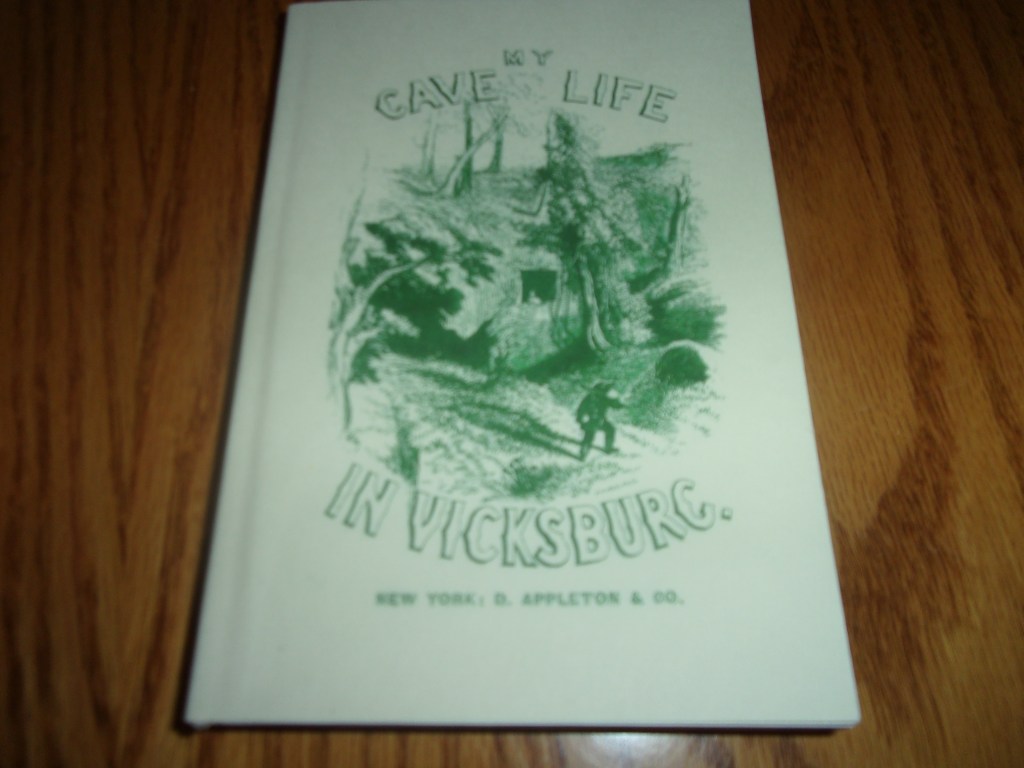 MY
CAVE LIFE
IN VICKSBURG.
NEW YORK: D. APPLETON & CO.